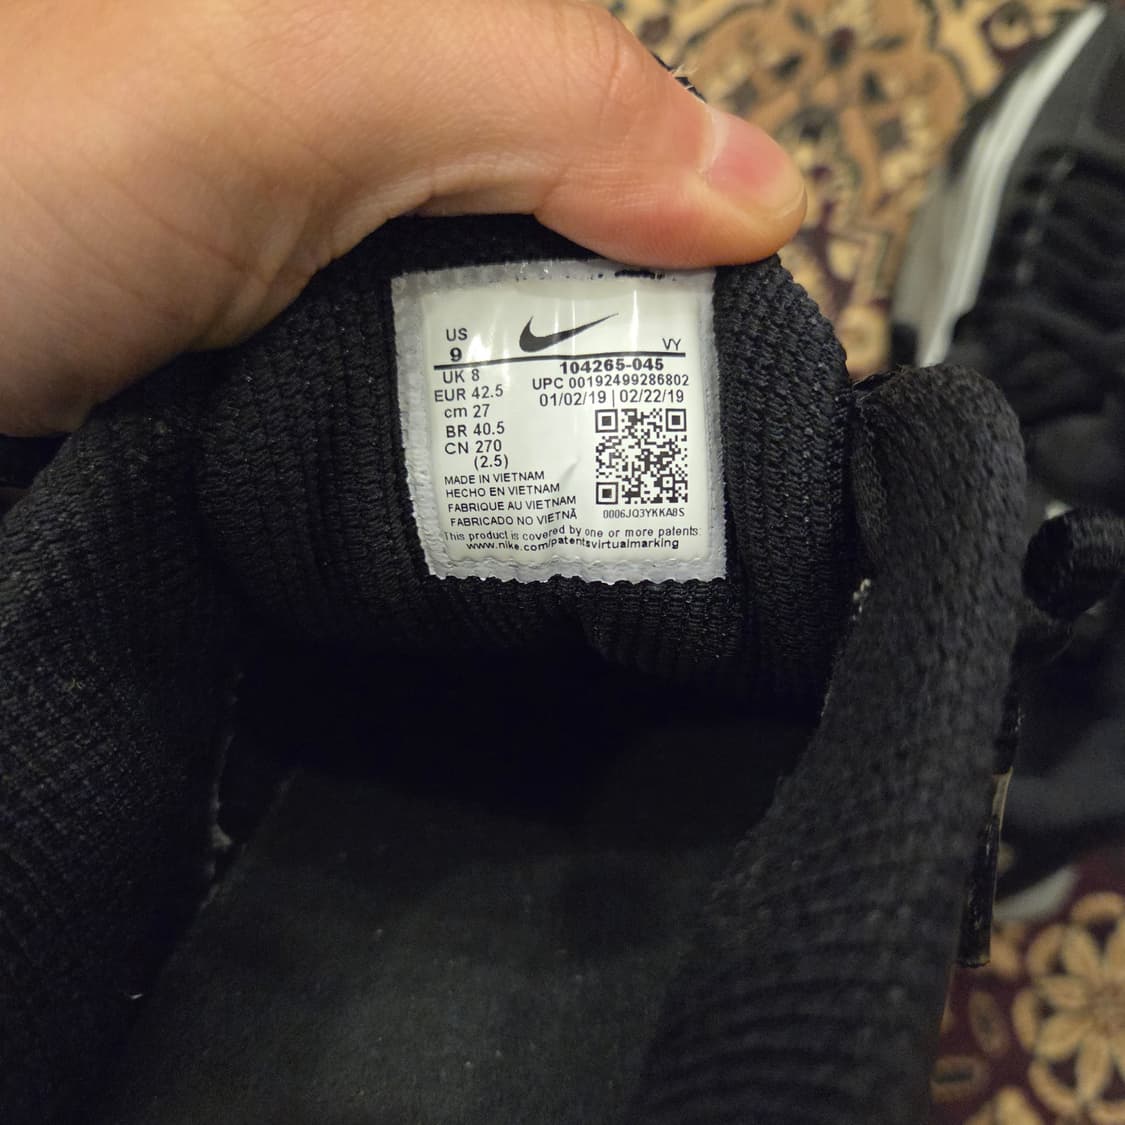 US
9
VY
UK 8
EUR 42.5
cm 27
BR 40.5
CN 270
(2.5)
104265-045
UPC 00192499286802
01/02/19 | 02/22/19
MADE IN VIETNAM
HECHO EN VIETNAM
FABRIQUE AU VIETNAM
FABRICADO NO VIETNÃ
0006JQ3YKKA8S
This product is covered by one or more patents:
www.nike.com/patentsvirtualmarking